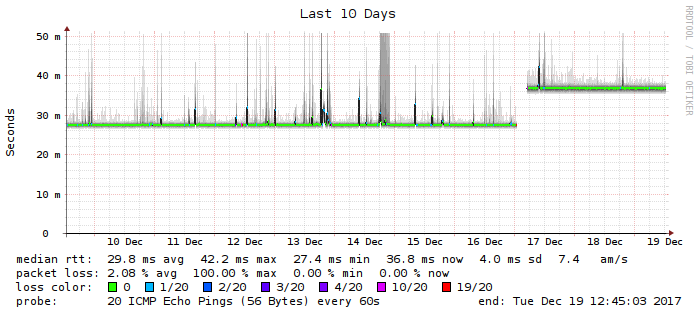 Last 10 Days
RRDTOOL / TOBI OETIKER
Seconds
50 m
40 m
30 m
20 m
10 m
0
10 Dec 11 Dec 12 Dec 13 Dec 14 Dec 15 Dec 16 Dec 17 Dec 18 Dec 19 Dec
median rtt: 29.8 ms avg 42.2 ms max 27.4 ms min 36.8 ms now 4.0 ms sd 7.4 am/s
packet loss: 2.08 % avg 100.00 % max 0.00 % min 0.00 % now
loss color: 0 1/20 2/20 3/20 4/20 10/20 19/20
probe: 20 ICMP Echo Pings (56 Bytes) every 60s end: Tue Dec 19 12:45:03 2017